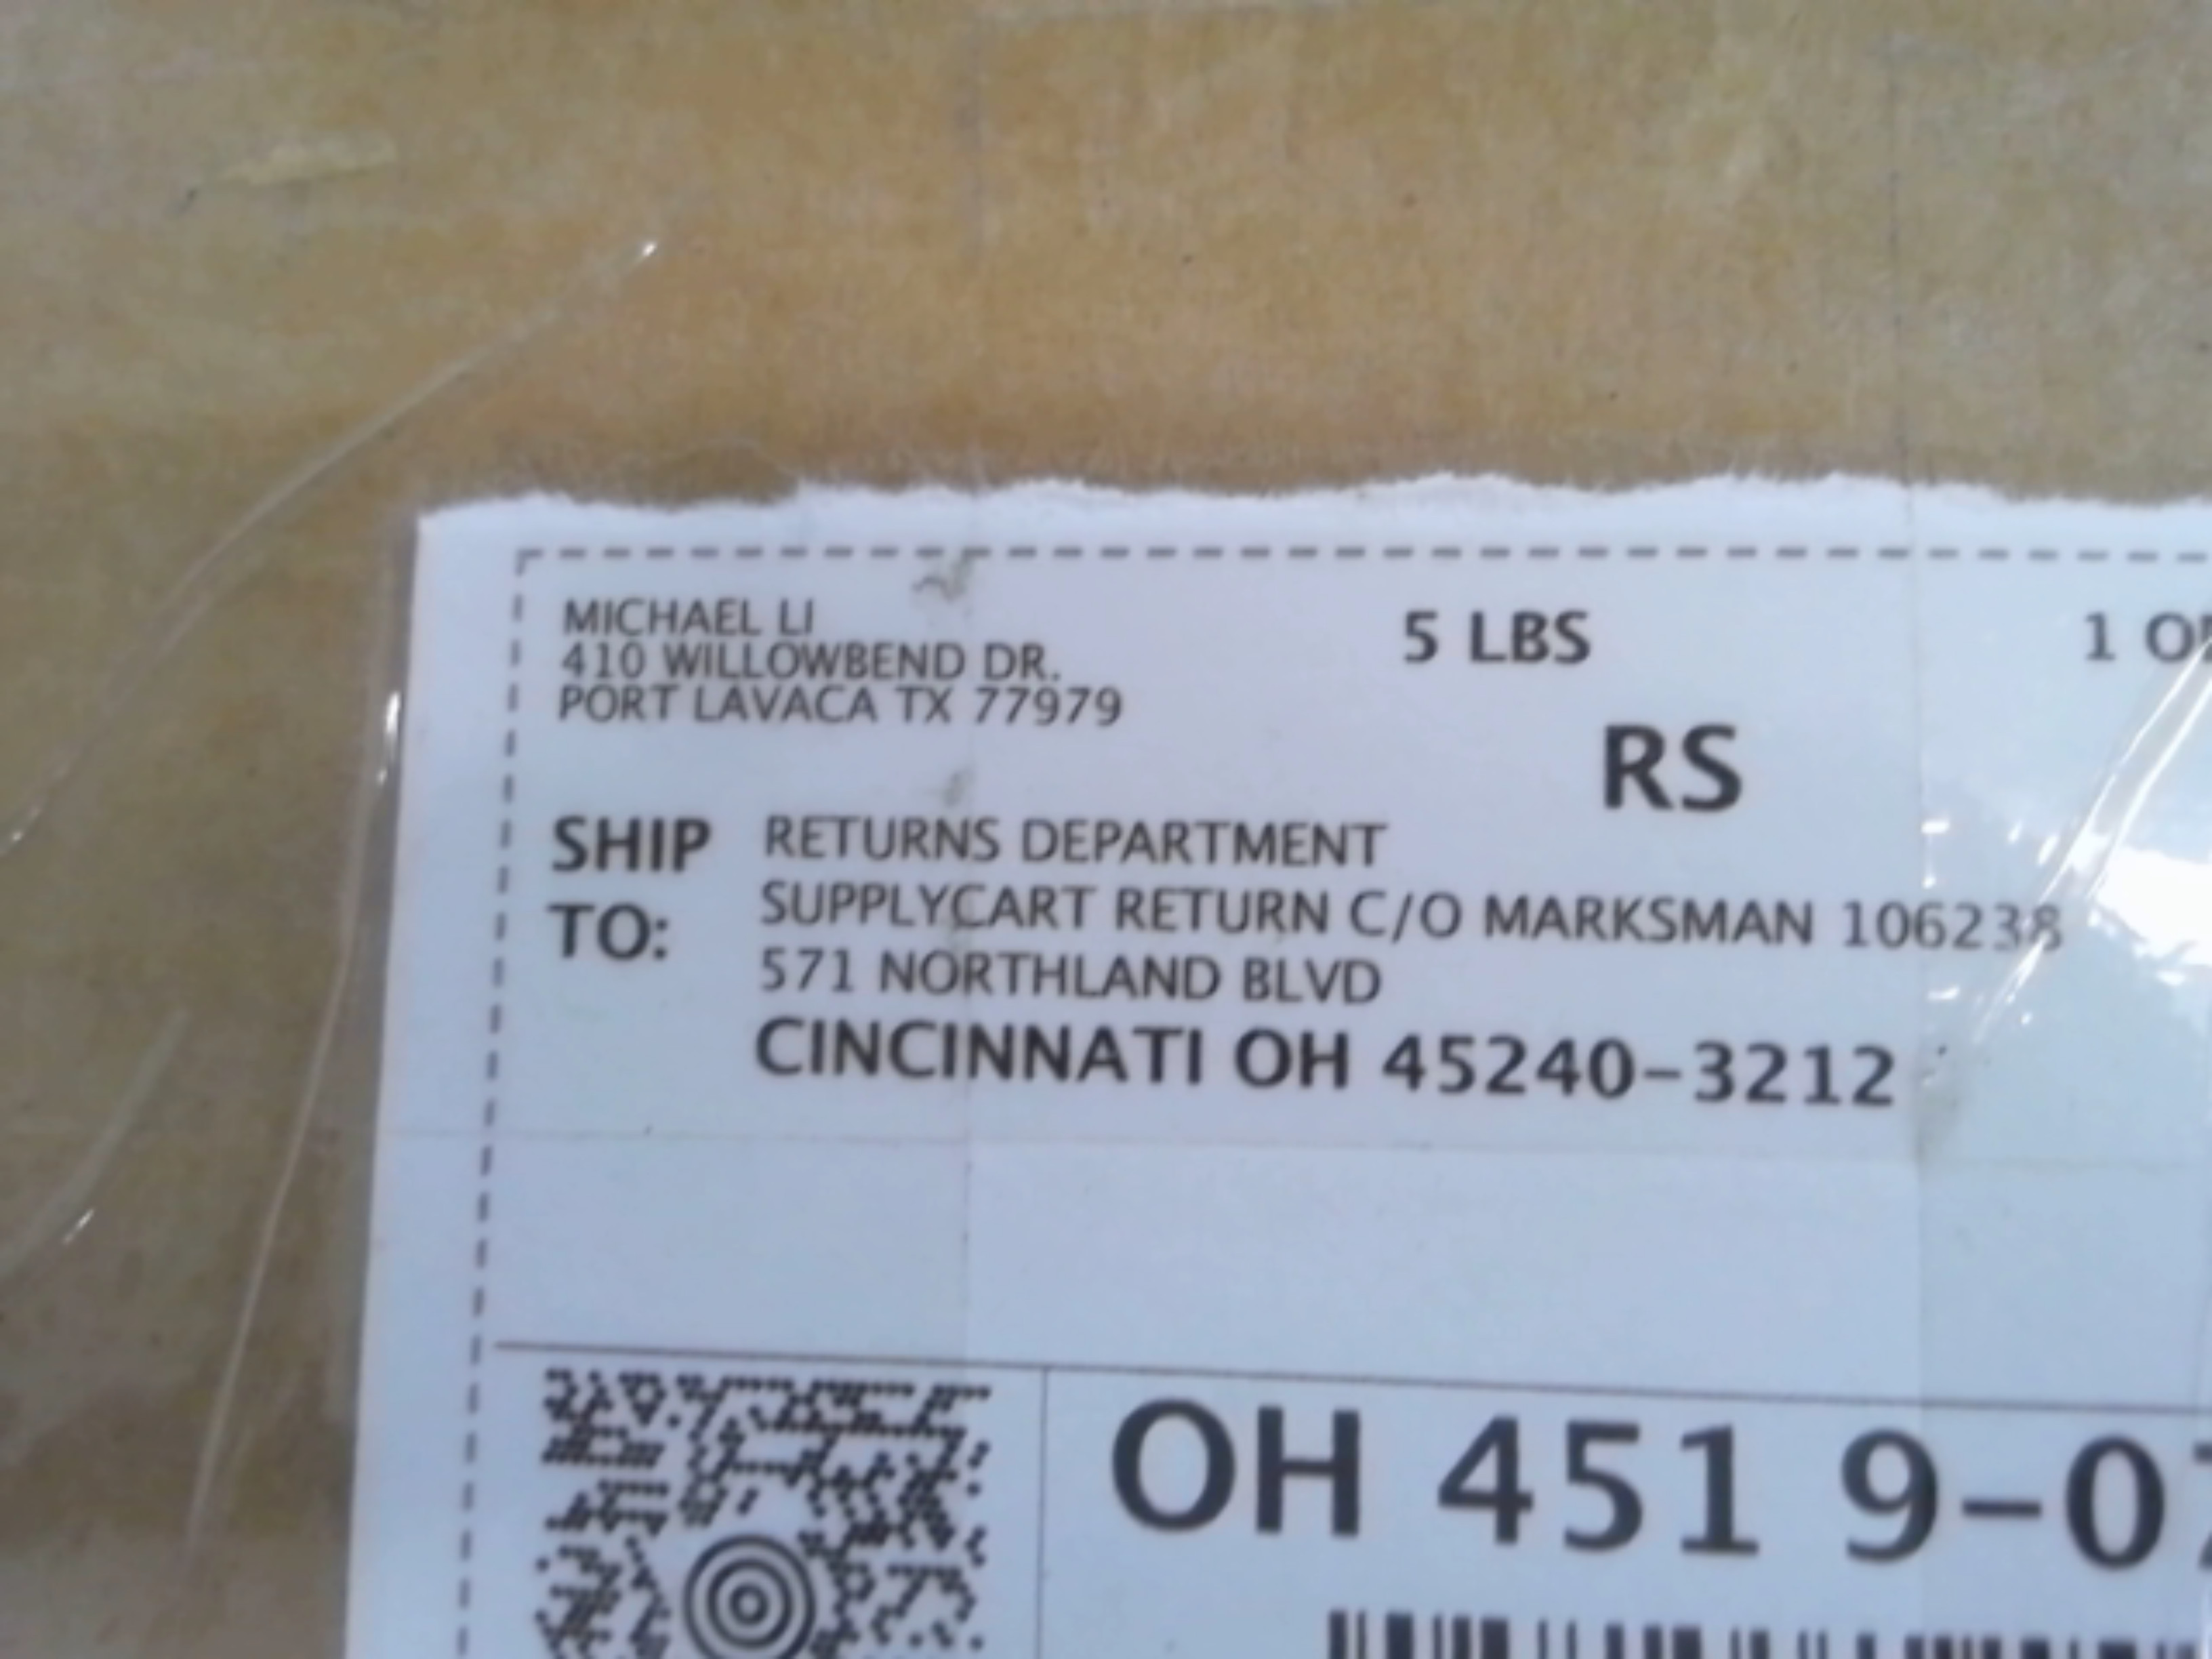 MICHAEL LI
410 WILLOWBEND DR.
PORT LAVACA TX 77979
5 LBS
1
RS
SHIP TO:
RETURNS DEPARTMENT
SUPPLYCART RETURN C/O MARKSMAN 106238
571 NORTHLAND BLVD
CINCINNATI OH 45240-3212
OH 451 9-0